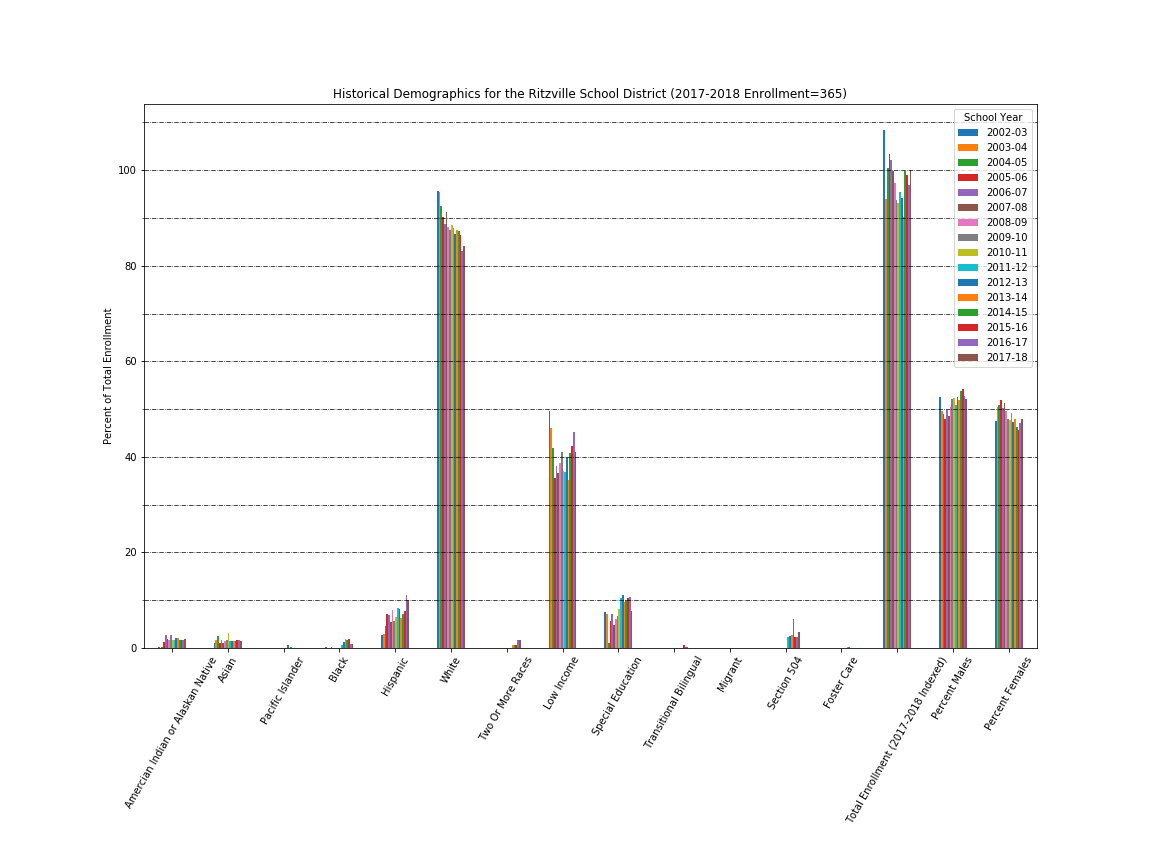 Historical Demographics for the Ritzville School District (2017-2018 Enrollment=365)
Percent of Total Enrollment
100
80
60
40
20
0
School Year
2002-03
2003-04
2004-05
2005-06
2006-07
2007-08
2008-09
2009-10
2010-11
2011-12
2012-13
2013-14
2014-15
2015-16
2016-17
2017-18
Amercian Indian or Alaskan Native
Asian
Pacific Islander
Black
Hispanic
White
Two Or More Races
Low Income
Special Education
Transitional Bilingual
Migrant
Section 504
Foster Care
Total Enrollment (2017-2018 Indexed)
Percent Males
Percent Females